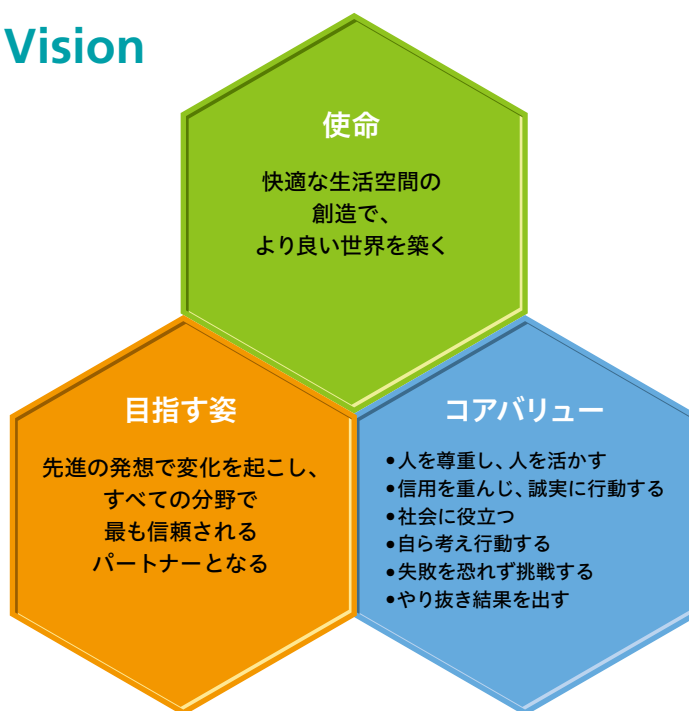 Vision
使命
快適な生活空間の
創造で、
より良い世界を築く
目指す姿
先進の発想で変化を起こし、
すべての分野で
最も信頼される
パートナーとなる
コアバリュー
•人を尊重し、人を活かす
•信用を重んじ、誠実に行動する
•社会に役立つ
•自ら考え行動する
•失敗を恐れず挑戦する
•やり抜き結果を出す